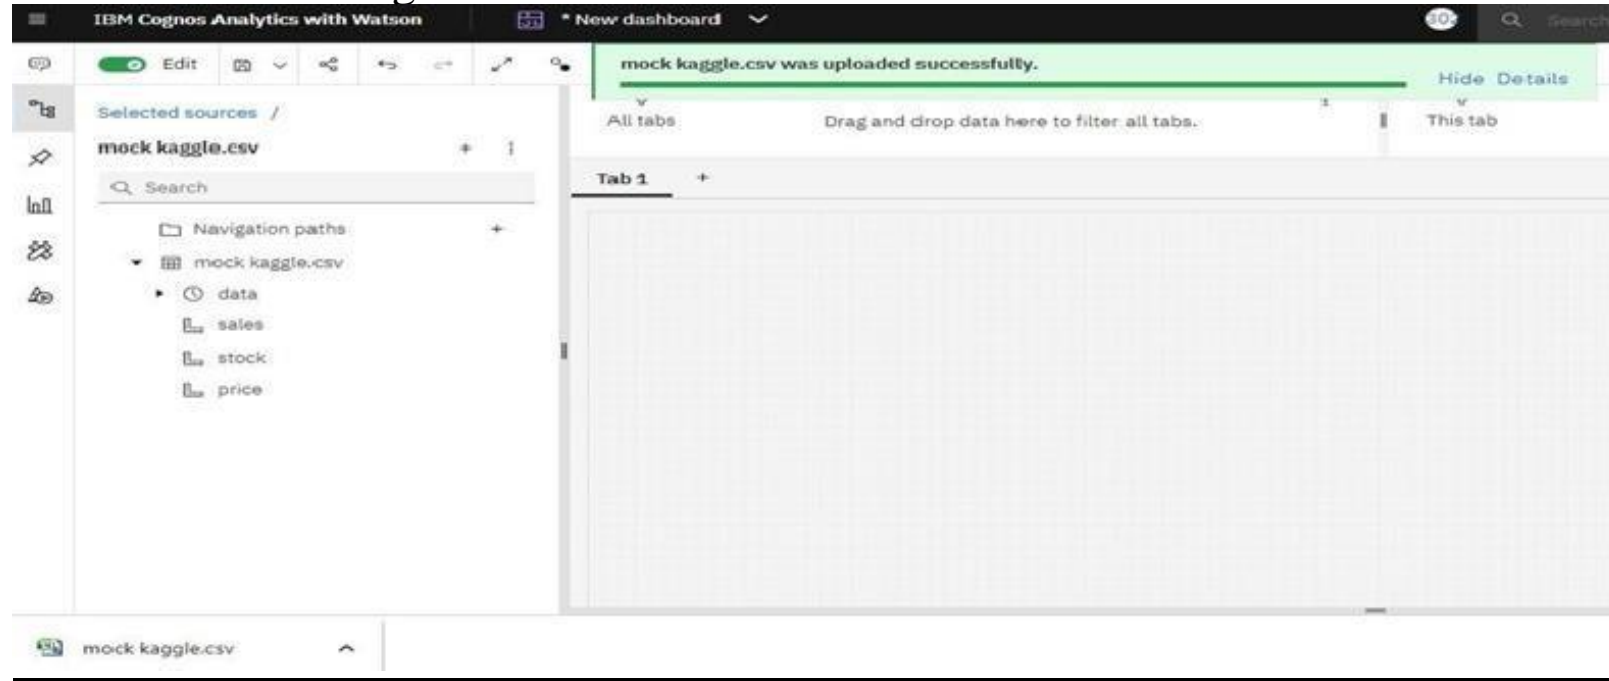 IBM Cognos Analytics with Watson
* New dashboard
Search
Edit
mock kaggle.csv was uploaded successfully.
Hide Details
Selected sources /
All tabs
Drag and drop data here to filter all tabs.
This tab
mock kaggle.csv
Search
Tab 1
Navigation paths
mock kaggle.csv
data
sales
stock
price
mock kaggle.csv